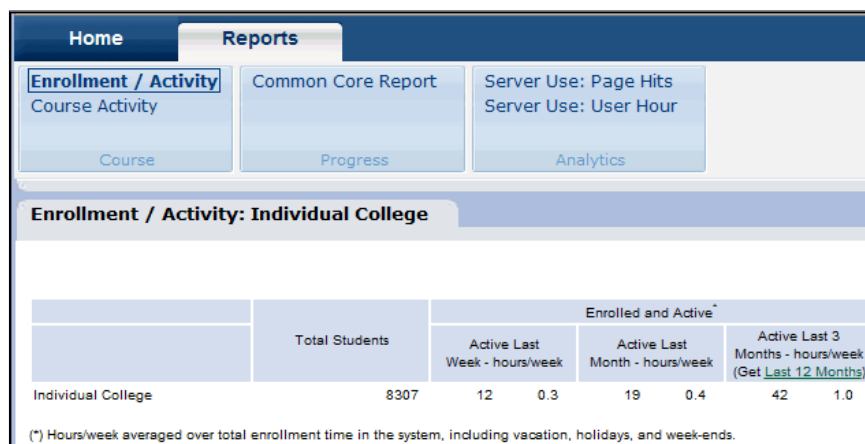 Home Reports
Enrollment / Activity Common Core Report Server Use: Page Hits
Course Activity Server Use: User Hour
Course Progress Analytics
Enrollment / Activity: Individual College
Enrolled and Active*
Total Students Active Last Active Last Active Last 3
Week - hours/week Month - hours/week Months - hours/week
(Get Last 12 Months)
Individual College 8307 12 0.3 19 0.4 42 1.0
(*) Hours/week averaged over total enrollment time in the system, including vacation, holidays, and week-ends.